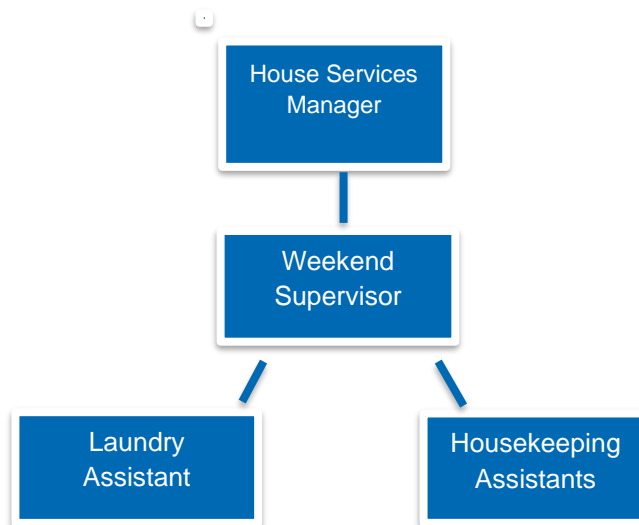 House Services
Manager
Weekend
Supervisor
Laundry
Assistant
Housekeeping
Assistants